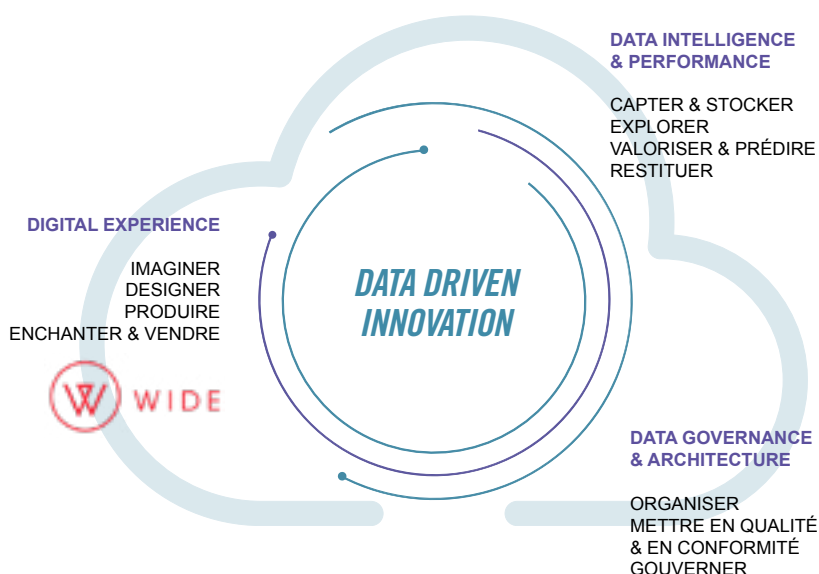 DATA INTELLIGENCE
& PERFORMANCE
CAPTER & STOCKER
EXPLORER
VALORISER & PRÉDIRE
RESTITUER
DIGITAL EXPERIENCE
IMAGINER
DESIGNER
PRODUIRE
ENCHANTER & VENDRE
W WIDE
DATA DRIVEN
INNOVATION
DATA GOVERNANCE
& ARCHITECTURE
ORGANISER
METTRE EN QUALITÉ
& EN CONFORMITÉ
GOUVERNER